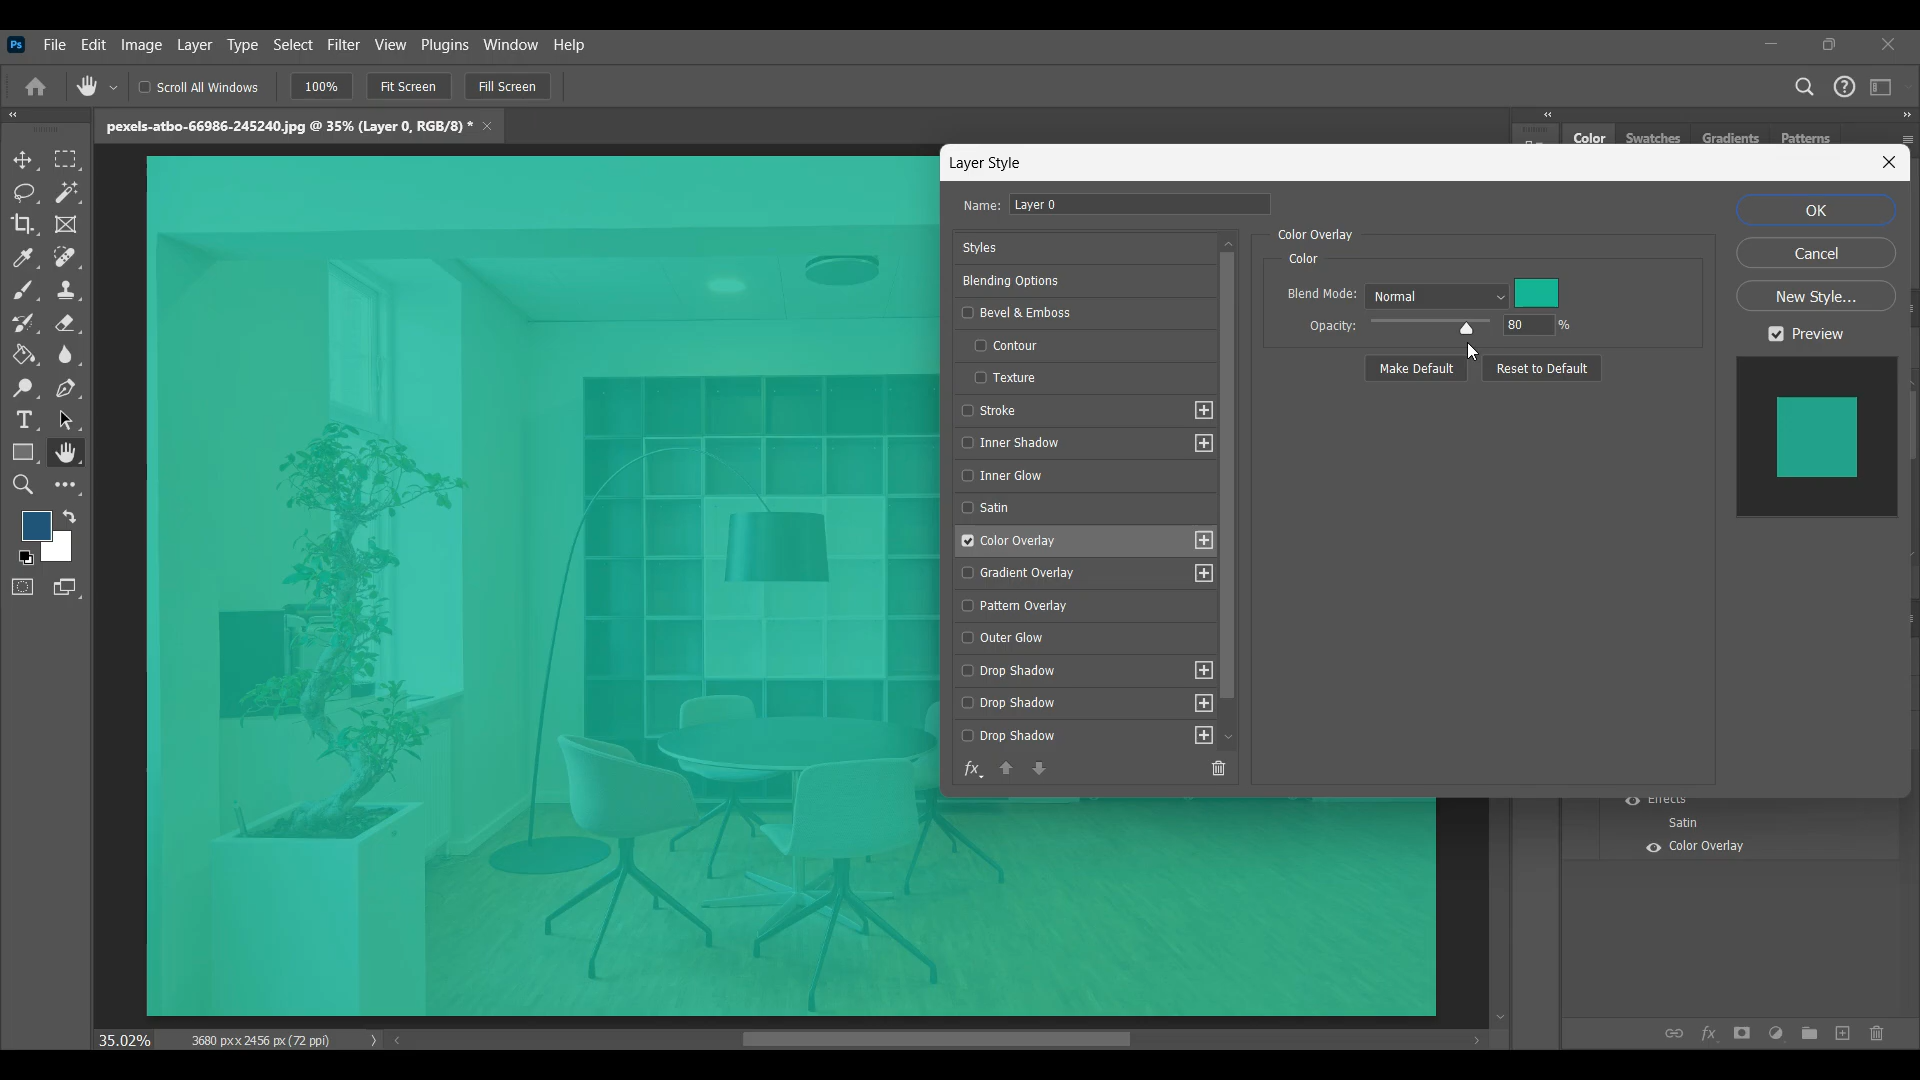 Ps File Edit Image Layer Type Select Filter View Plugins Window Help
Scroll All Windows 100% Fit Screen Fill Screen
pexels-atbo-66986-245240.jpg @ 35% (Layer 0, RGB/8) *
Color Swatches Gradients Patterns
Layer Style
Name: Layer 0
Styles
Blending Options
Bevel & Emboss
Contour
Texture
Stroke
Inner Shadow
Inner Glow
Satin
Color Overlay
Gradient Overlay
Pattern Overlay
Outer Glow
Drop Shadow
Drop Shadow
Drop Shadow
fx
Color Overlay
Color
Blend Mode: Normal
Opacity: 80 %
Make Default Reset to Default
OK
Cancel
New Style...
Preview
Effects
Satin
Color Overlay
fx
35.02% 3680 px x 2456 px (72 ppi)